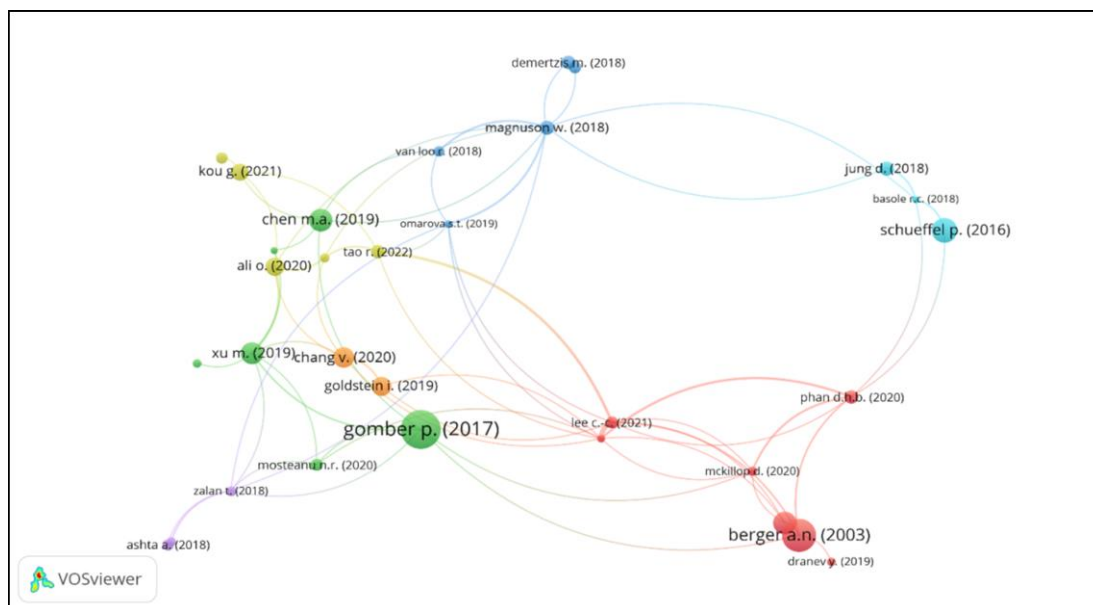 demertzis m. (2018)
magnuson w. (2018)
van loo r. (2018)
kou g. (2021)
jung d. (2018)
basole r.c. (2018)
chen m.a. (2019)
omarova s.t. (2019)
schueffel p. (2016)
tao r. (2022)
ali o. (2020)
xu m. (2019)
chang v. (2020)
goldstein i. (2019)
phan d.h.b. (2020)
lee c.-c. (2021)
gomber p. (2017)
mosteanu n.r. (2020)
mckillop d. (2020)
zalan t. (2018)
berger a.n. (2003)
ashta a. (2018)
dranev y. (2019)
VOSviewer